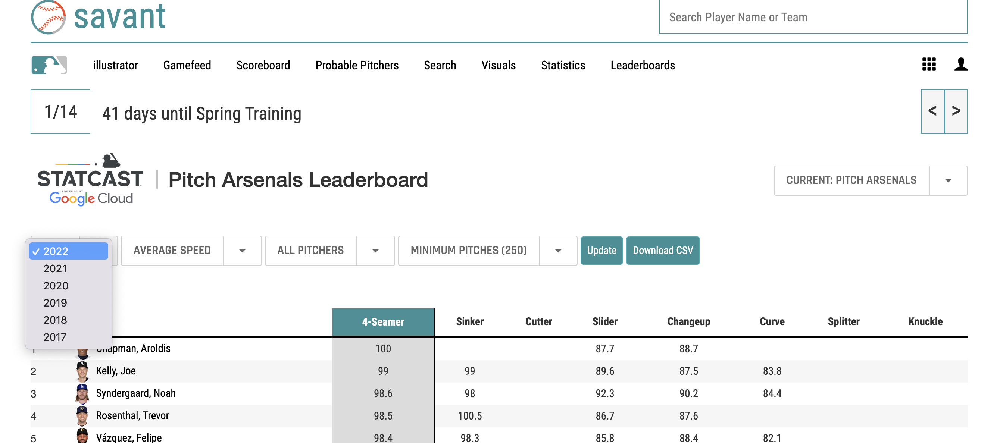 savant
Search Player Name or Team
illustrator Gamefeed Scoreboard Probable Pitchers Search Visuals Statistics Leaderboards
1/14 41 days until Spring Training < >
STATCAST
POWERED BY
Google Cloud
Pitch Arsenals Leaderboard
CURRENT: PITCH ARSENALS
✓ 2022
2021
2020
2019
2018
2017
AVERAGE SPEED ALL PITCHERS MINIMUM PITCHES (250) Update Download CSV
4-Seamer Sinker Cutter Slider Changeup Curve Splitter Knuckle
1 Chapman, Aroldis 100 87.7 88.7
2 Kelly, Joe 99 99 89.6 87.5 83.8
3 Syndergaard, Noah 98.6 98 92.3 90.2 84.4
4 Rosenthal, Trevor 98.5 100.5 86.7 87.6
5 Vázquez, Felipe 98.4 98.3 85.8 88.4 82.1